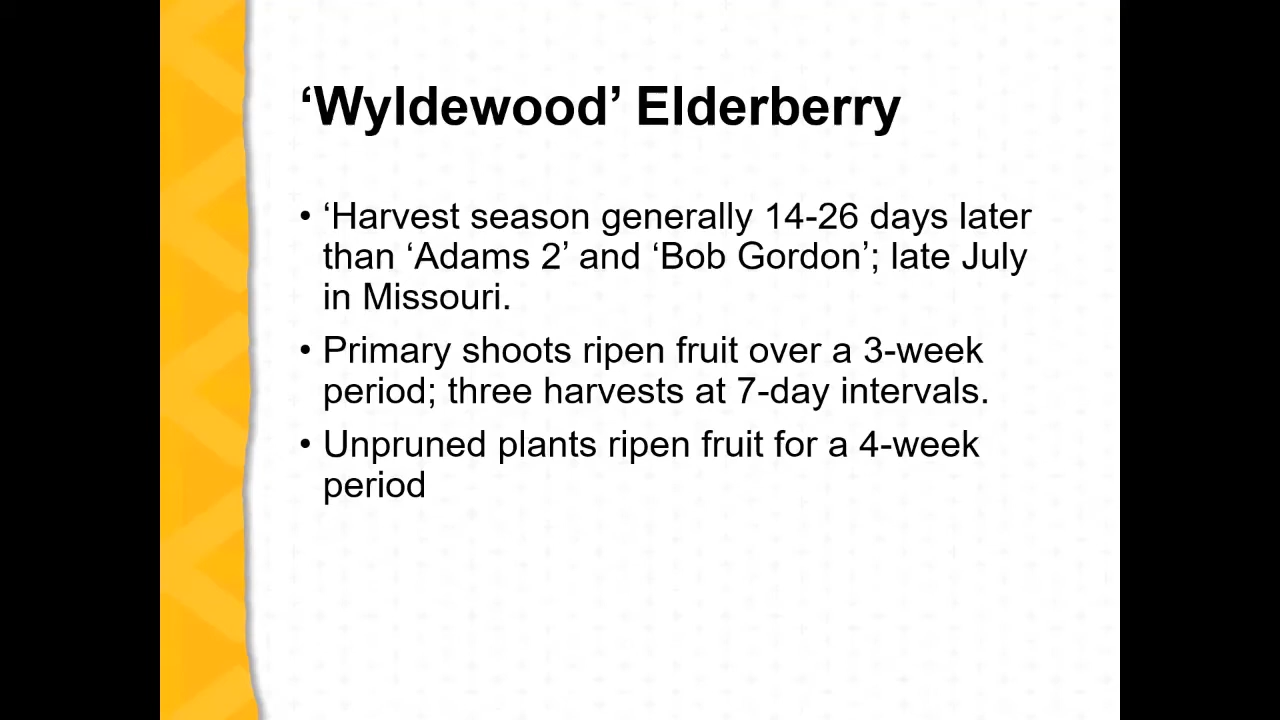 ‘Wyldewood’ Elderberry
• ‘Harvest season generally 14-26 days later
than ‘Adams 2’ and ‘Bob Gordon’; late July
in Missouri.
• Primary shoots ripen fruit over a 3-week
period; three harvests at 7-day intervals.
• Unpruned plants ripen fruit for a 4-week
period